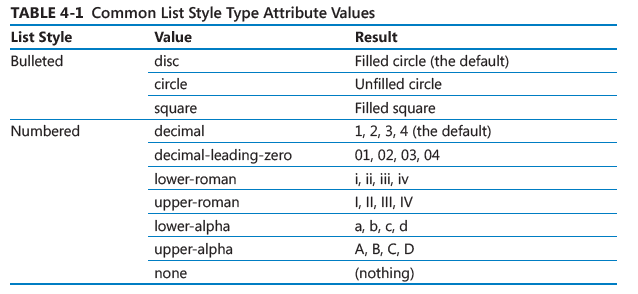 TABLE 4-1 Common List Style Type Attribute Values
List Style Value Result
Bulleted disc Filled circle (the default)
circle Unfilled circle
square Filled square
Numbered decimal 1, 2, 3, 4 (the default)
decimal-leading-zero 01, 02, 03, 04
lower-roman i, ii, iii, iv
upper-roman I, II, III, IV
lower-alpha a, b, c, d
upper-alpha A, B, C, D
none (nothing)